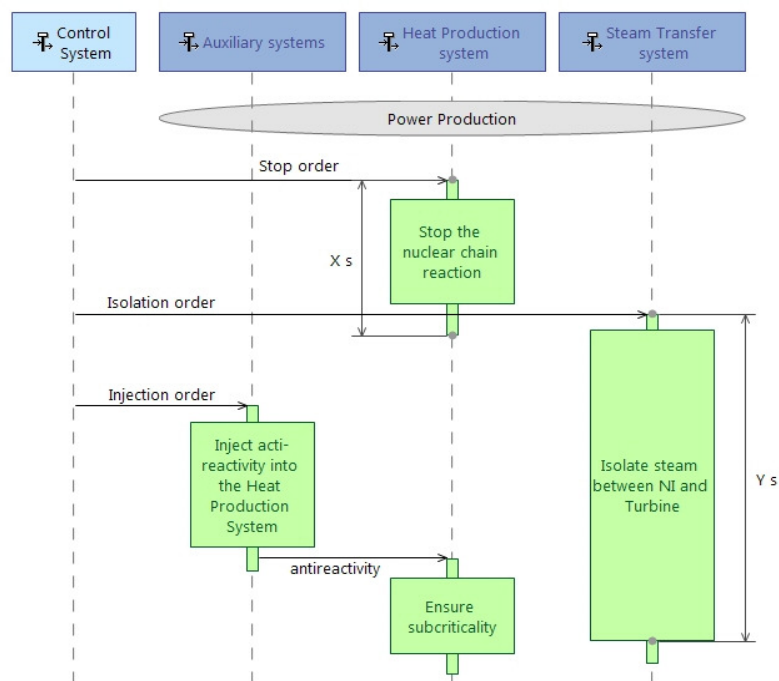 Control
System
Auxiliary systems
Heat Production
system
Steam Transfer
system
Power Production
Stop order
Stop the
nuclear chain
reaction
X s
Isolation order
Injection order
Inject acti-
reactivity into
the Heat
Production
System
Isolate steam
between NI and
Turbine
Y s
antireactivity
Ensure
subcriticality